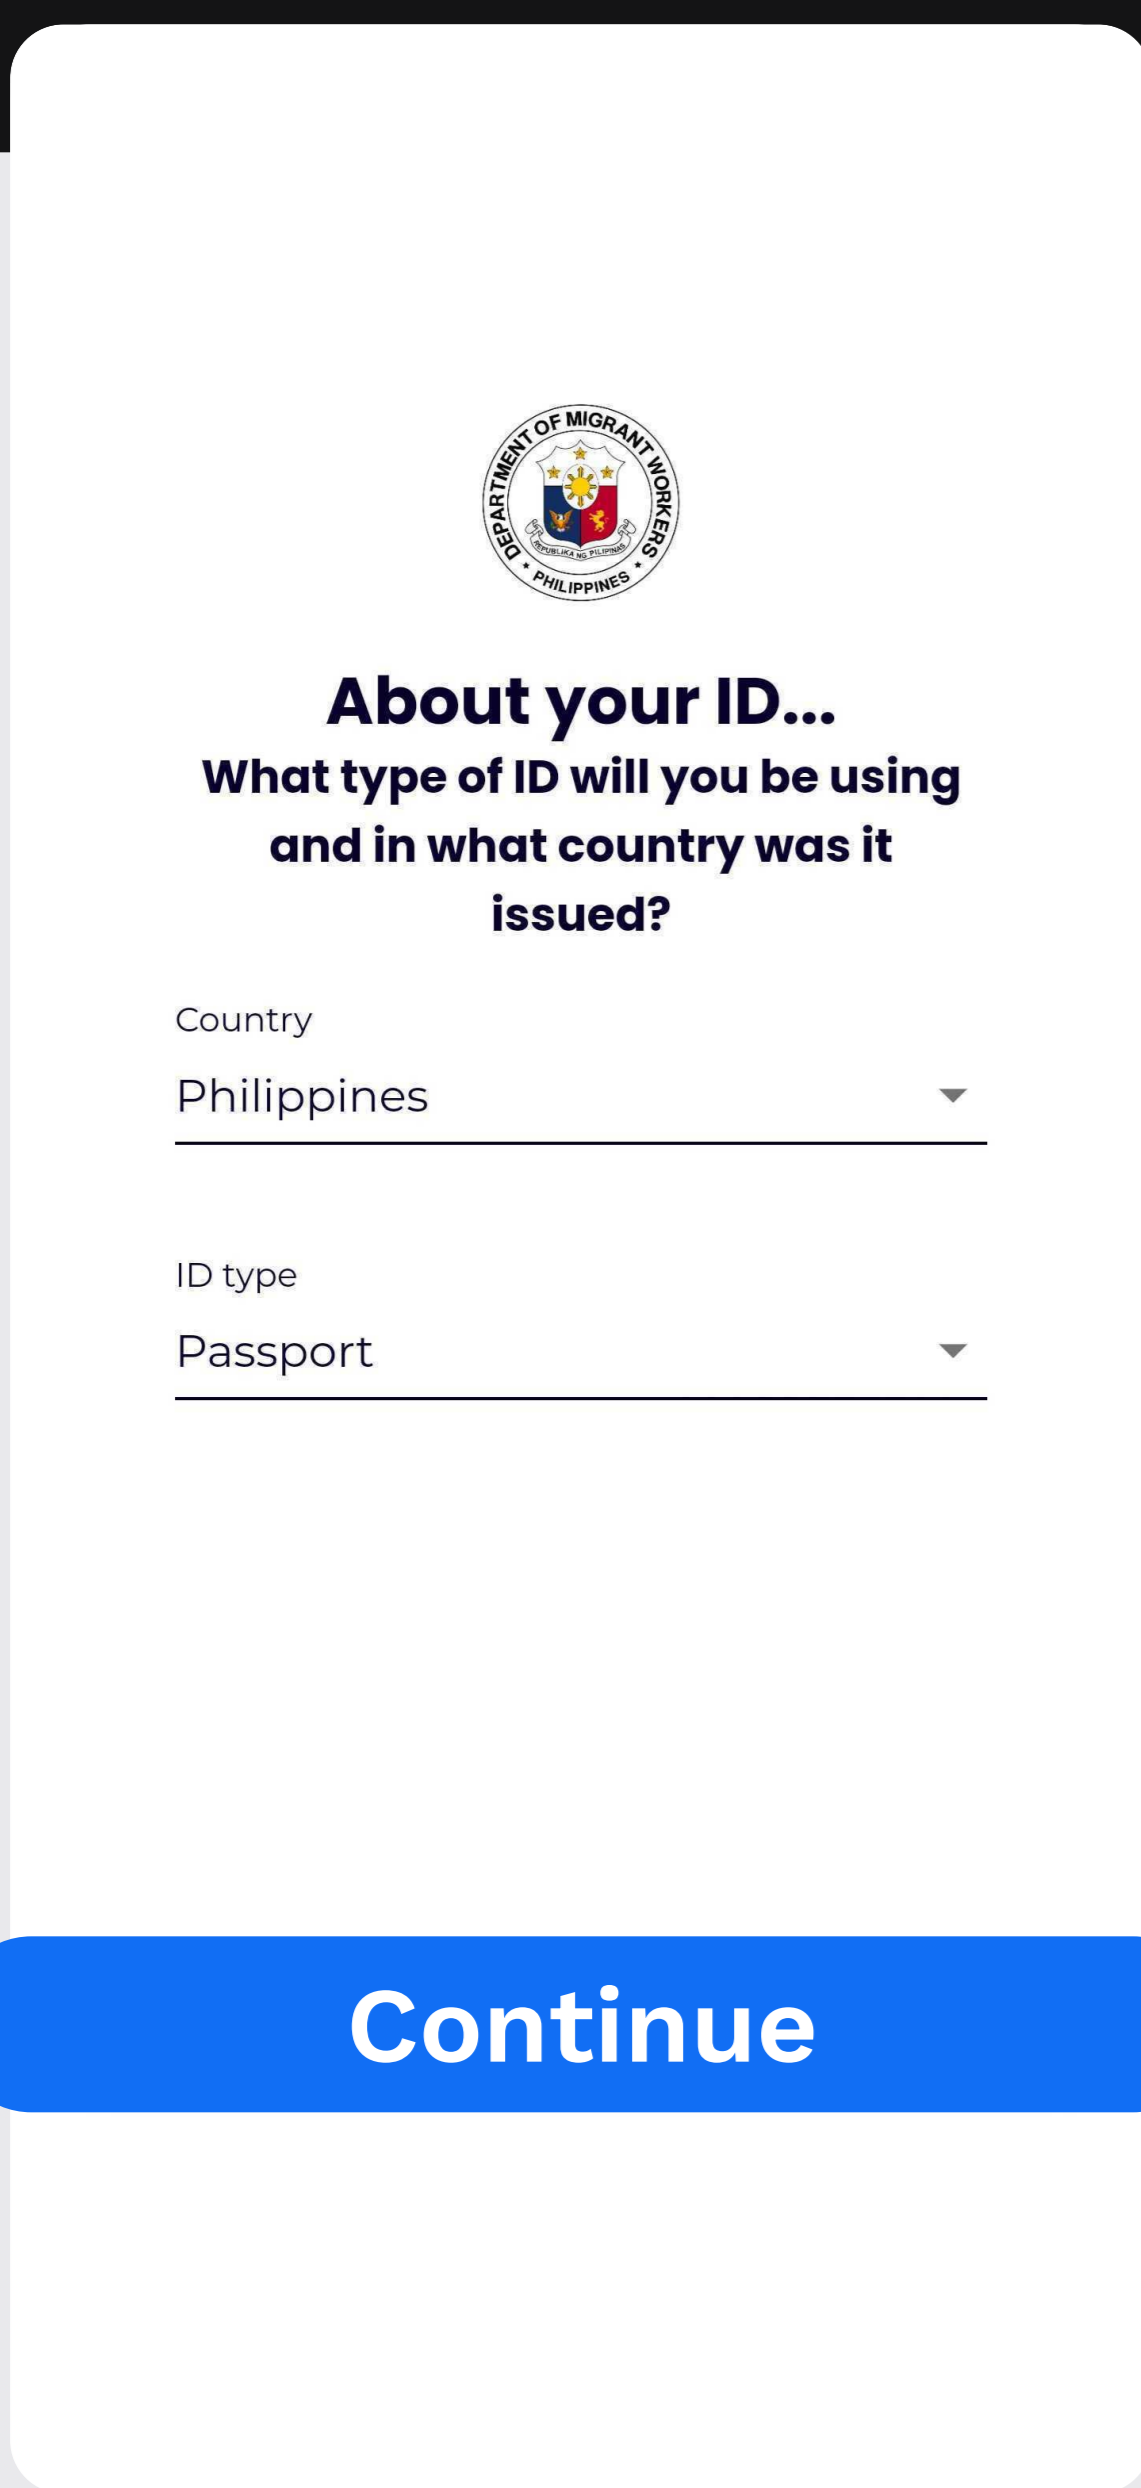 DEPARTMENT OF MIGRANT WORKERS
REPUBLIKA NG PILIPINAS
PHILIPPINES
About your ID...
What type of ID will you be using
and in what country was it
issued?
Country
Philippines
ID type
Passport
Continue